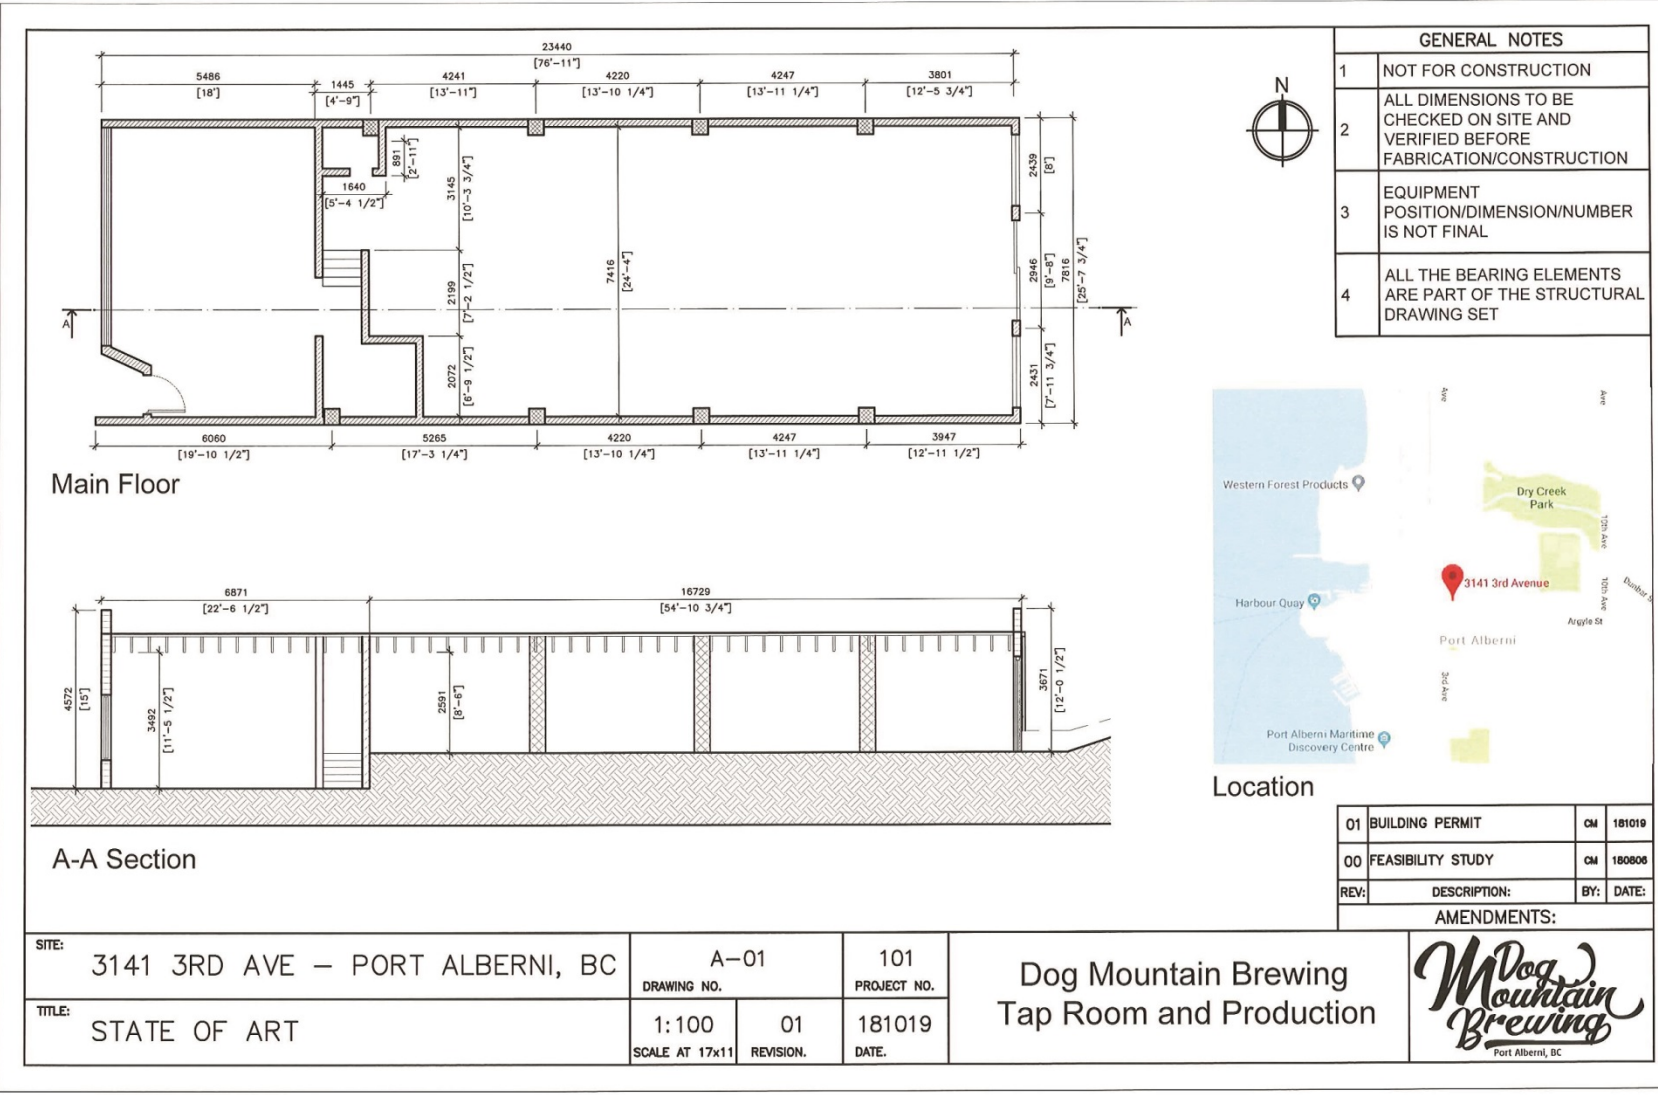 23440
[76'-11"]
5486
[18']
1445
[4'-9"]
4241
[13'-11"]
4220
[13'-10 1/4"]
4247
[13'-11 1/4"]
3801
[12'-5 3/4"]
891
[2'-11"]
1640
[5'-4 1/2"]
3145
[10'-3 3/4"]
2199
[7'-2 1/2"]
2072
[6'-9 1/2"]
7416
[24'-4"]
2439
[8']
2946
[9'-8"]
2431
[7'-11 3/4"]
7816
[25'-7 3/4"]
A
A
6060
[19'-10 1/2"]
5265
[17'-3 1/4"]
4220
[13'-10 1/4"]
4247
[13'-11 1/4"]
3947
[12'-11 1/2"]
Main Floor
N
GENERAL NOTES
1 NOT FOR CONSTRUCTION
2 ALL DIMENSIONS TO BE
CHECKED ON SITE AND
VERIFIED BEFORE
FABRICATION/CONSTRUCTION
3 EQUIPMENT
POSITION/DIMENSION/NUMBER
IS NOT FINAL
4 ALL THE BEARING ELEMENTS
ARE PART OF THE STRUCTURAL
DRAWING SET
6871
[22'-6 1/2"]
16729
[54'-10 3/4"]
4572
[15']
3492
[11'-5 1/2"]
2591
[8'-6"]
3671
[12'-0 1/2"]
A-A Section
Ave
Ave
Western Forest Products
Dry Creek
Park
10th Ave
3141 3rd Avenue
10th Ave
Dunbar S
Harbour Quay
Argyle St
Port Alberni
3rd Ave
Port Alberni Maritime
Discovery Centre
Location
01 BUILDING PERMIT CM 181019
00 FEASIBILITY STUDY CM 180806
REV: DESCRIPTION: BY: DATE:
AMENDMENTS:
SITE: 3141 3RD AVE – PORT ALBERNI, BC
TITLE: STATE OF ART
A-01
DRAWING NO.
101
PROJECT NO.
1:100
SCALE AT 17x11
01
REVISION.
181019
DATE.
Dog Mountain Brewing
Tap Room and Production
Dog
Mountain
Brewing
Port Alberni, BC